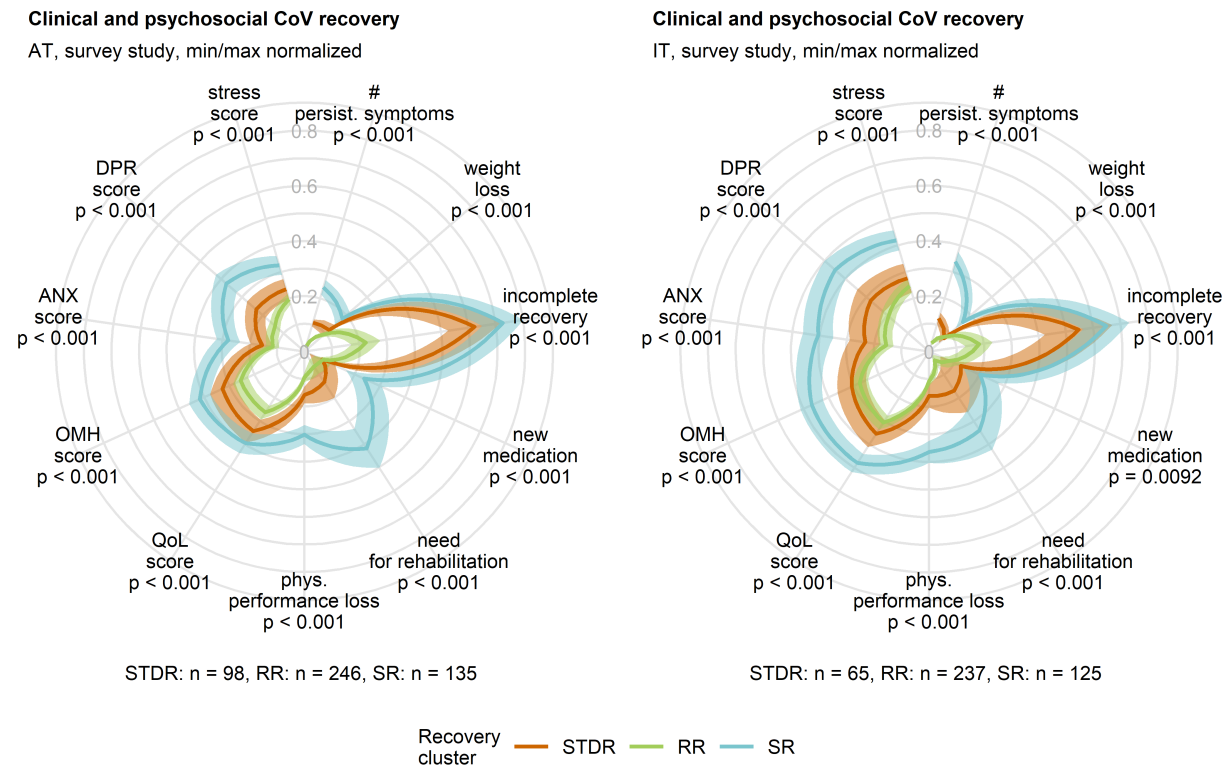 Clinical and psychosocial CoV recovery
AT, survey study, min/max normalized
stress
score
p < 0.001
#
persist. symptoms
p < 0.001
weight
loss
p < 0.001
incomplete
recovery
p < 0.001
new
medication
p < 0.001
need
for rehabilitation
p < 0.001
phys.
performance loss
p < 0.001
QoL
score
p < 0.001
OMH
score
p < 0.001
ANX
score
p < 0.001
DPR
score
p < 0.001
0.8
0.6
0.4
0.2
0
STDR: n = 98, RR: n = 246, SR: n = 135
Clinical and psychosocial CoV recovery
IT, survey study, min/max normalized
stress
score
p < 0.001
#
persist. symptoms
p < 0.001
weight
loss
p < 0.001
incomplete
recovery
p < 0.001
new
medication
p = 0.0092
need
for rehabilitation
p < 0.001
phys.
performance loss
p < 0.001
QoL
score
p < 0.001
OMH
score
p < 0.001
ANX
score
p < 0.001
DPR
score
p < 0.001
0.8
0.6
0.4
0.2
0
STDR: n = 65, RR: n = 237, SR: n = 125
Recovery
cluster
STDR
RR
SR